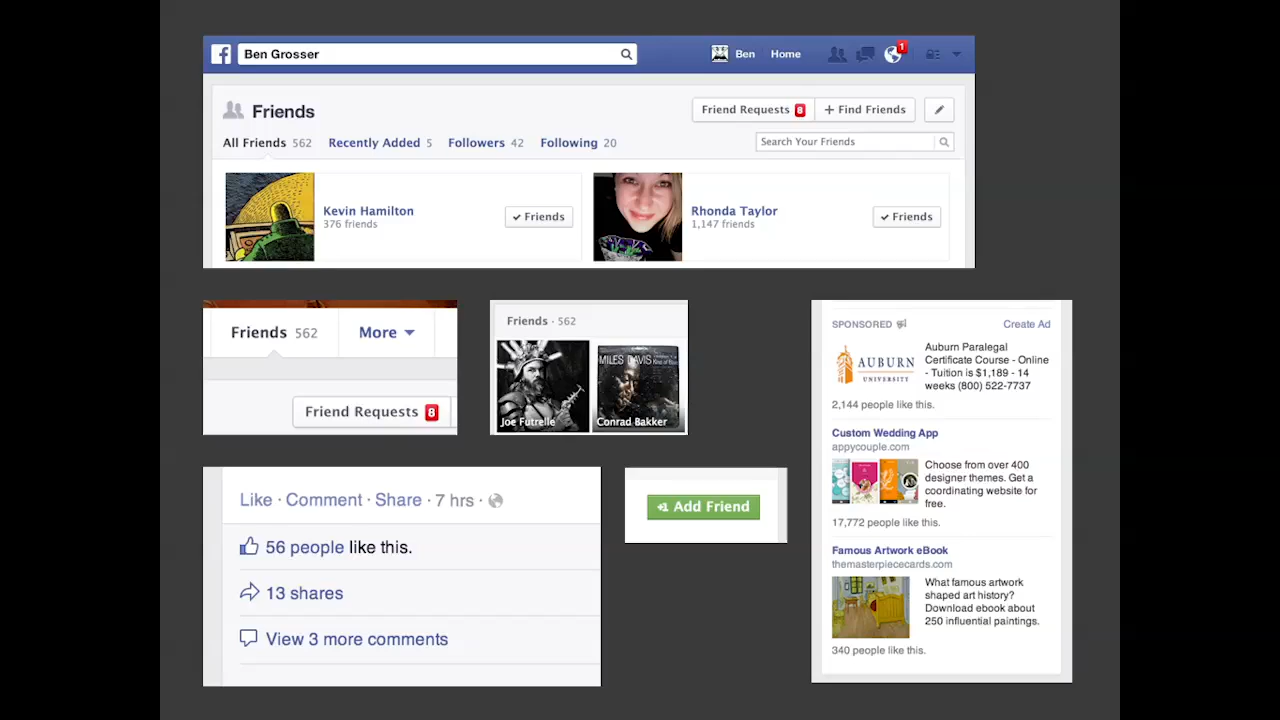 Ben Grosser
Ben Home 1
Friends
Friend Requests 8 + Find Friends
All Friends 562 Recently Added 5 Followers 42 Following 20
Search Your Friends
Kevin Hamilton
376 friends
✓ Friends
Rhonda Taylor
1,147 friends
✓ Friends
Friends 562 More
Friend Requests 8
Friends · 562
MILES DAVIS
Joe Futrelle
Conrad Bakker
SPONSORED Create Ad
AUBURN
UNIVERSITY
Auburn Paralegal
Certificate Course - Online
- Tuition is $1,189 - 14
weeks (800) 522-7737
2,144 people like this.
Custom Wedding App
appycouple.com
Choose from over 400
designer themes. Get a
coordinating website for
free.
17,772 people like this.
Famous Artwork eBook
themasterpiececards.com
What famous artwork
shaped art history?
Download ebook about
250 influential paintings.
340 people like this.
Like · Comment · Share · 7 hrs ·
56 people like this.
13 shares
View 3 more comments
+1 Add Friend